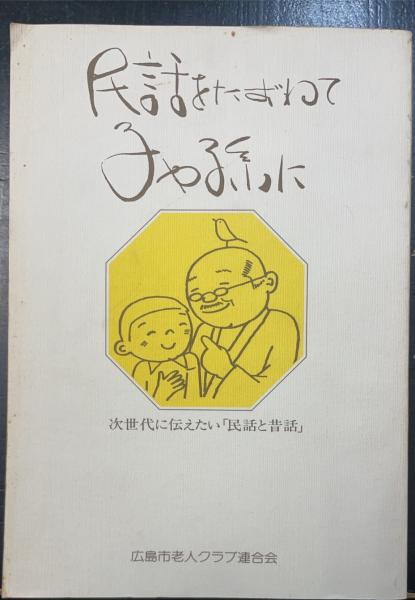 民話をたずねて
子や孫に
次世代に伝えたい「民話と昔話」
広島市老人クラブ連合会